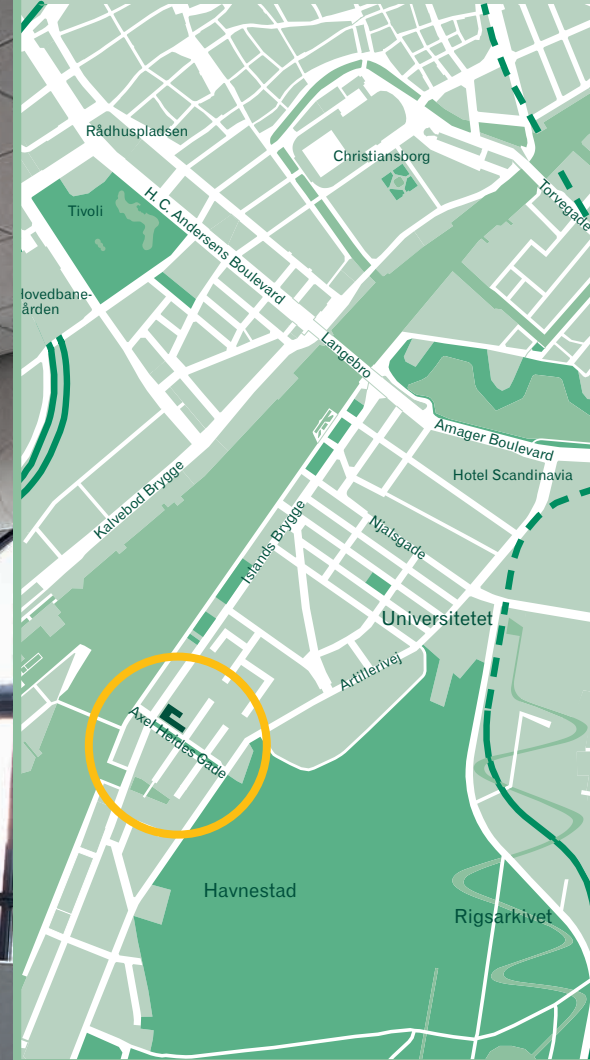 Rådhuspladsen
Christiansborg
Tivoli
H. C. Andersens Boulevard
Torvegade
Hovedbane-
gården
Langebro
Amager Boulevard
Hotel Scandinavia
Kalvebod Brygge
Islands Brygge
Njalsgade
Universitetet
Artillerivej
Axel Heides Gade
Havnestad
Rigsarkivet